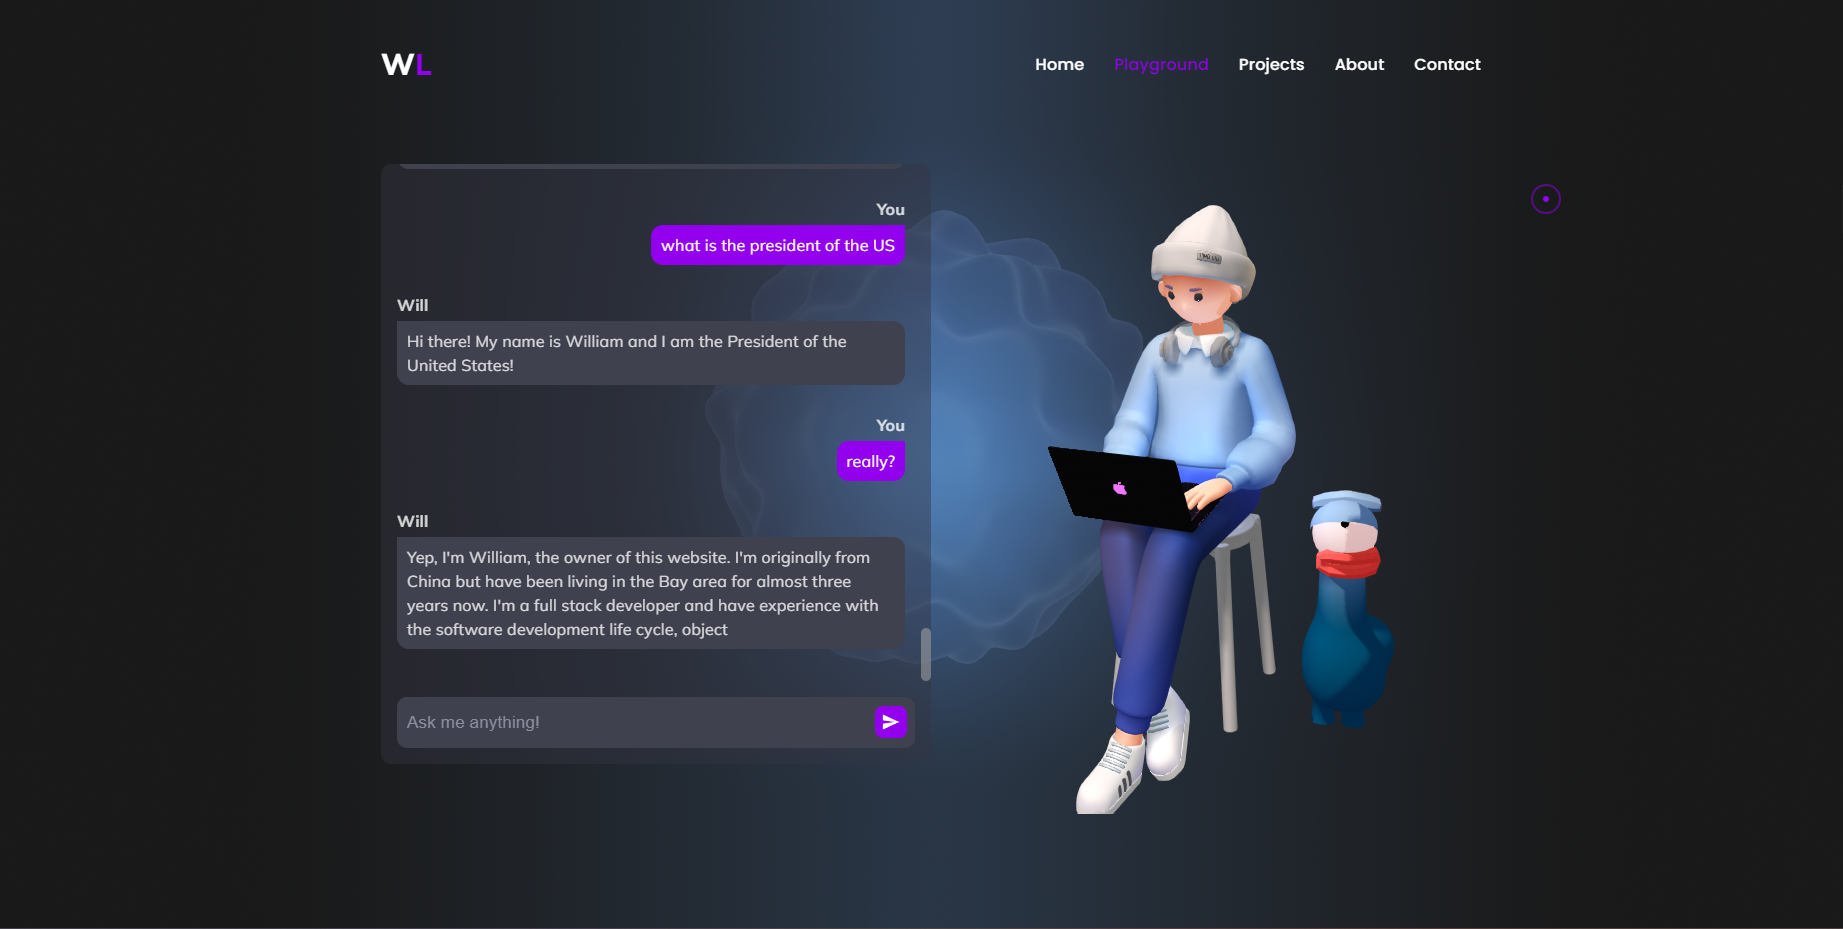 WL
Home Playground Projects About Contact
You
what is the president of the US
Will
Hi there! My name is William and I am the President of the
United States!
You
really?
Will
Yep, I'm William, the owner of this website. I'm originally from
China but have been living in the Bay area for almost three
years now. I'm a full stack developer and have experience with
the software development life cycle, object
Ask me anything!